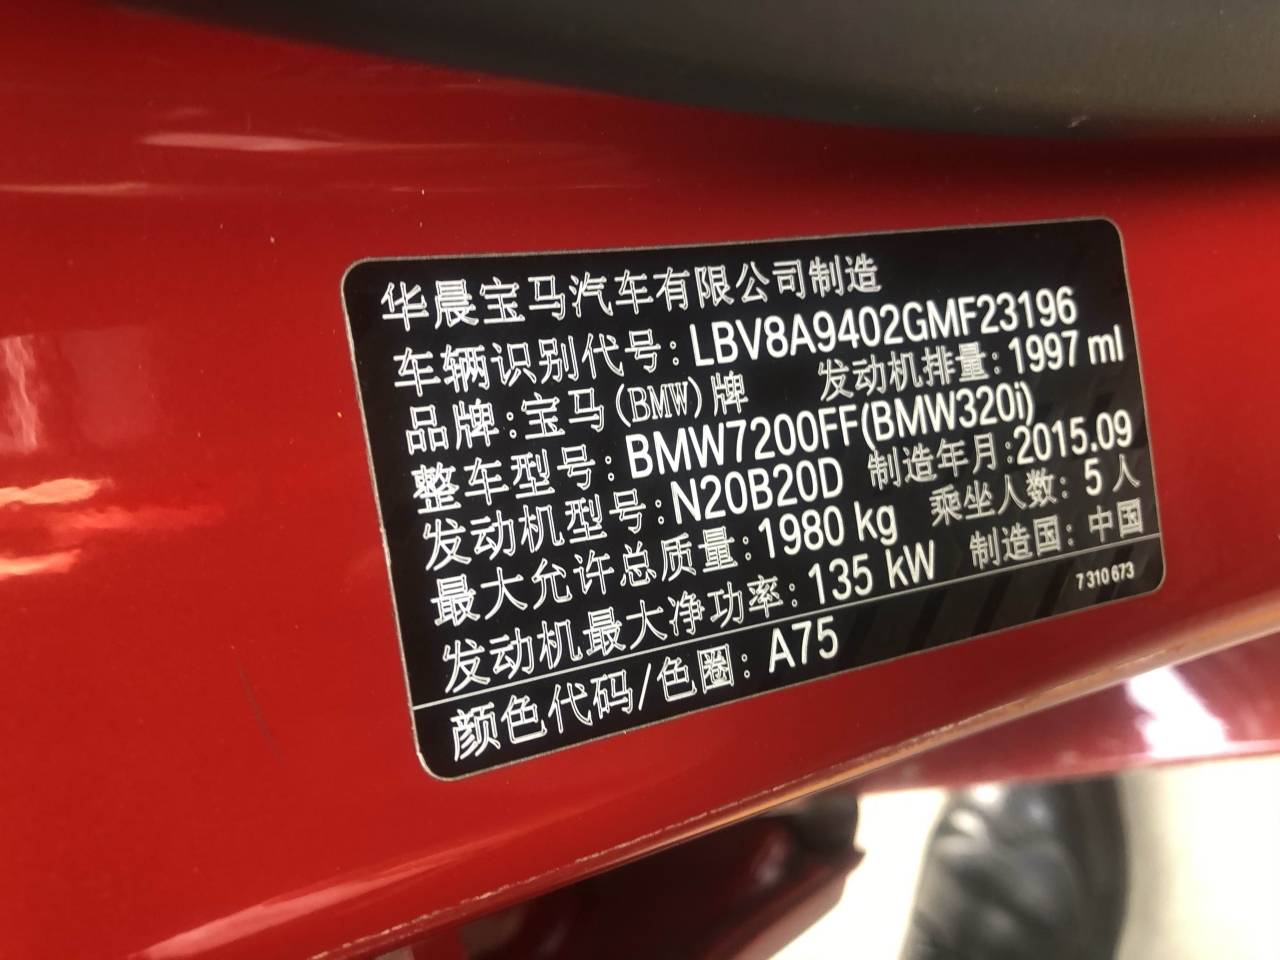 华晨宝马汽车有限公司制造
车辆识别代号: LBV8A9402GMF23196
品牌: 宝马(BMW)牌 发动机排量: 1997 ml
整车型号: BMW7200FF(BMW320i)
发动机型号: N20B20D 制造年月: 2015.09
最大允许总质量: 1980 kg 乘坐人数: 5 人
发动机最大净功率: 135 kW 制造国: 中国
7 310 673
颜色代码/色圈: A75